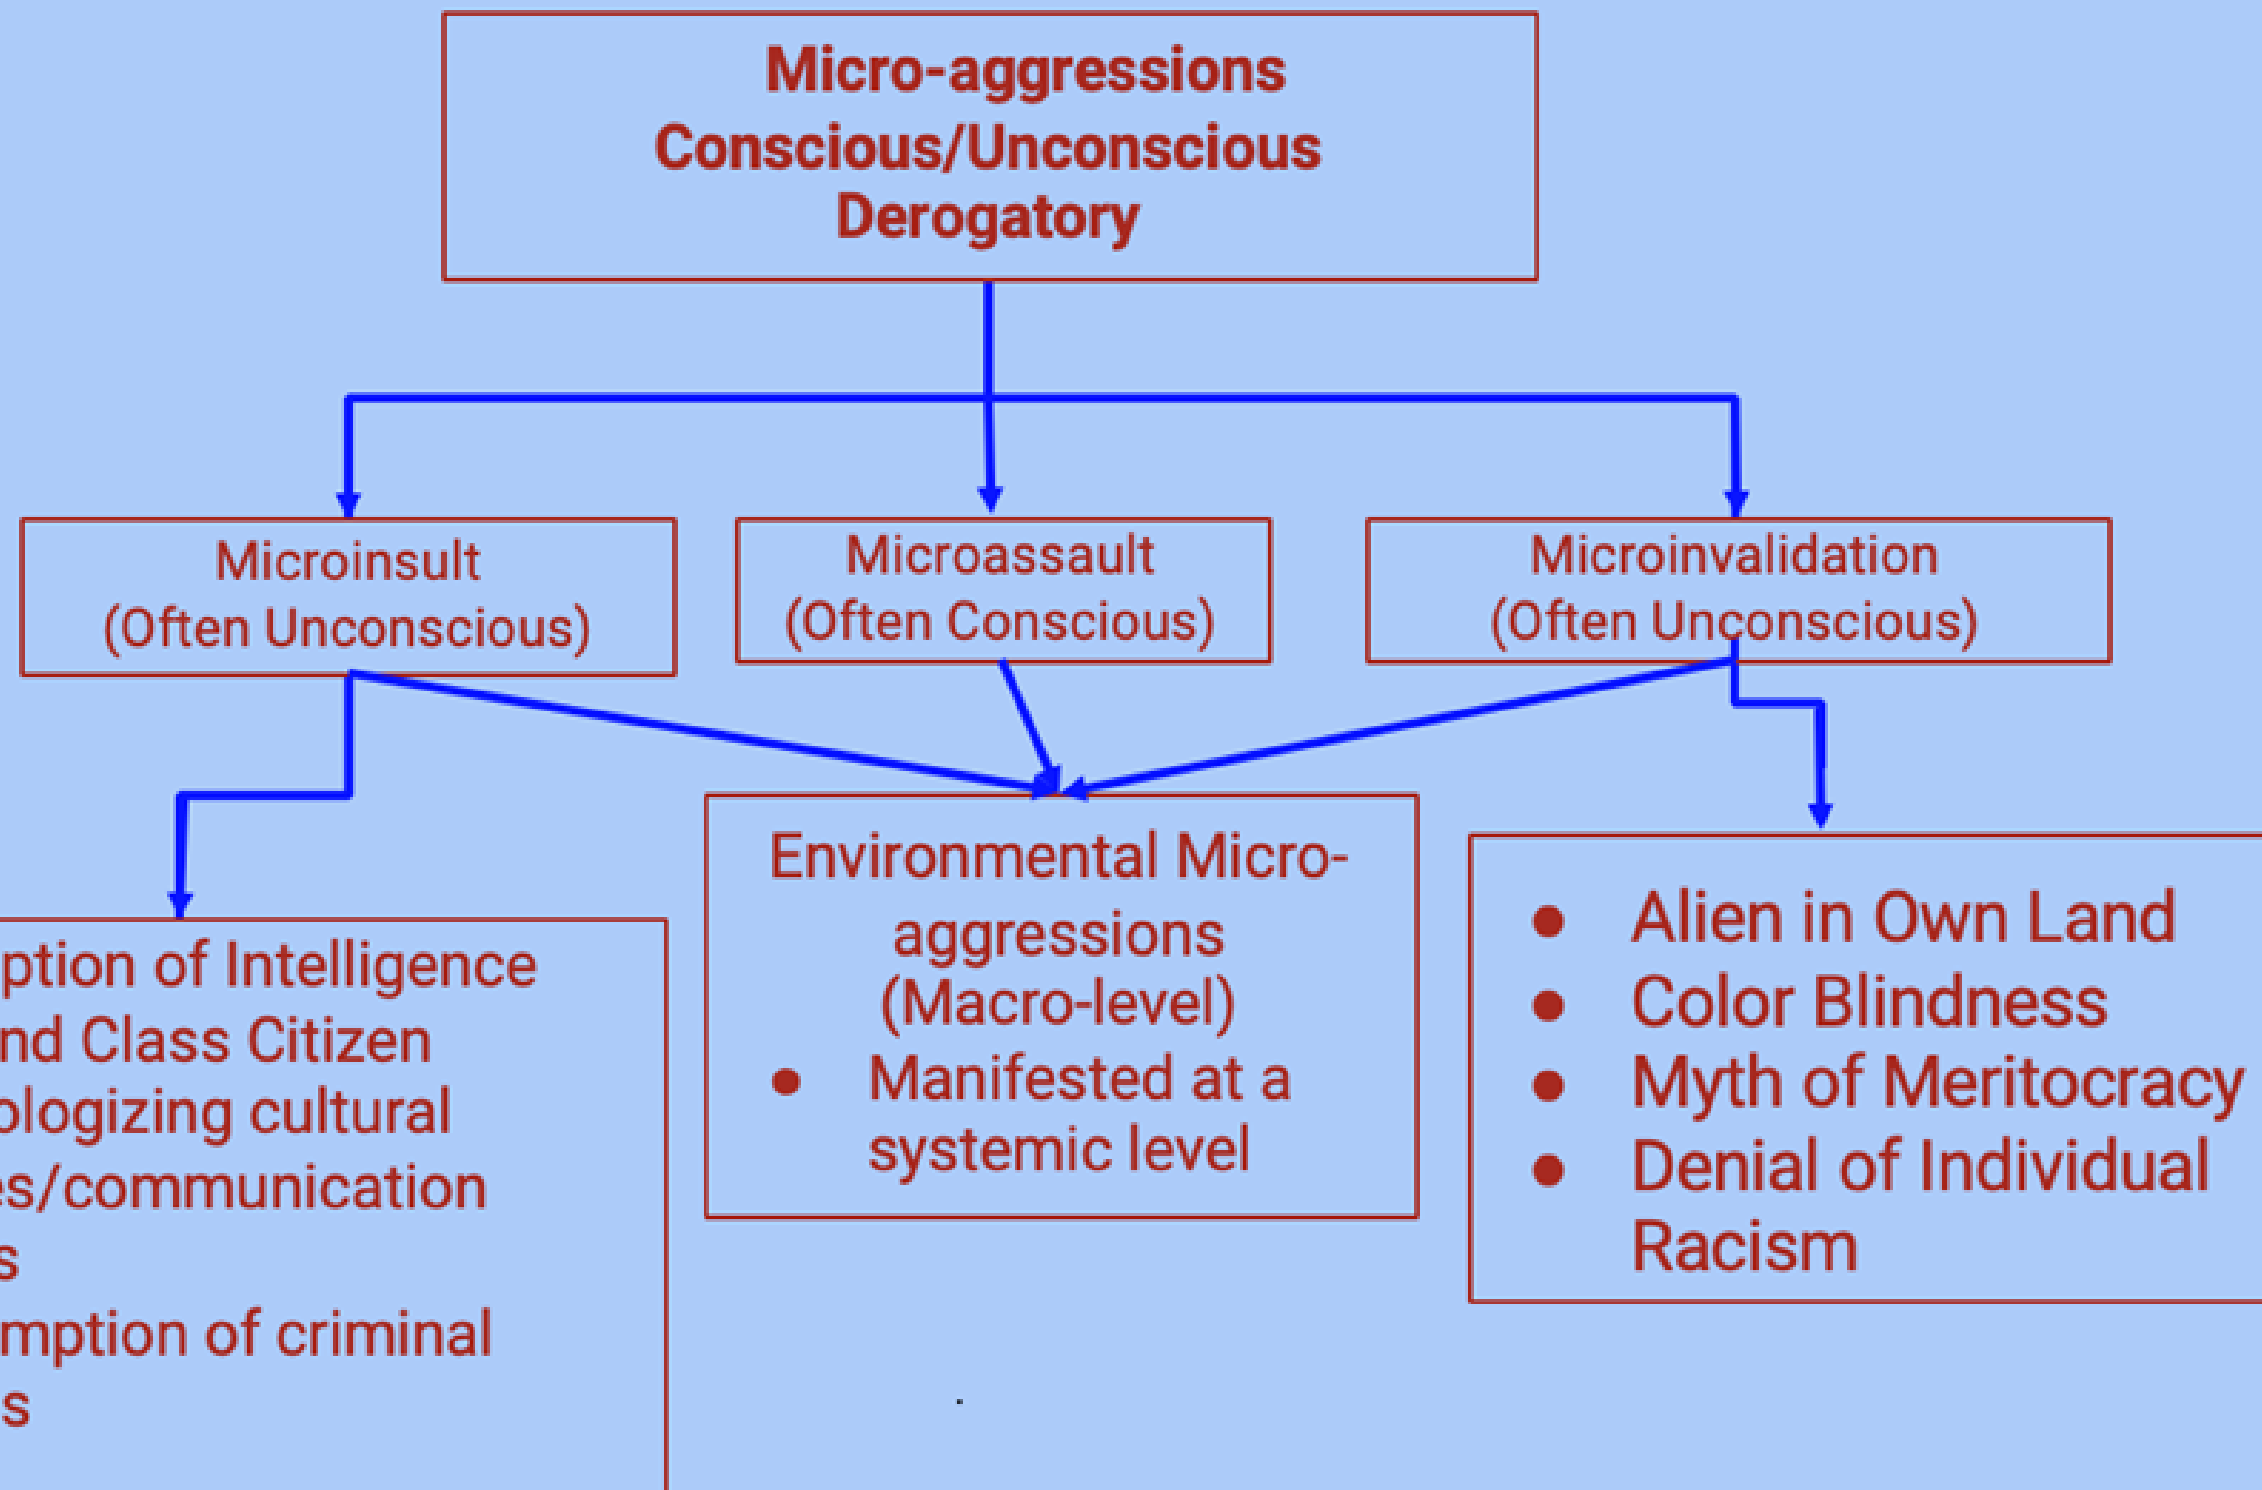 Micro-aggressions
Conscious/Unconscious
Derogatory
Microinsult
(Often Unconscious)
Microassault
(Often Conscious)
Microinvalidation
(Often Unconscious)
ption of Intelligence
nd Class Citizen
ologizing cultural
es/communication
s
mption of criminal
s
Environmental Micro-
aggressions
(Macro-level)
● Manifested at a
systemic level
● Alien in Own Land
● Color Blindness
● Myth of Meritocracy
● Denial of Individual
Racism